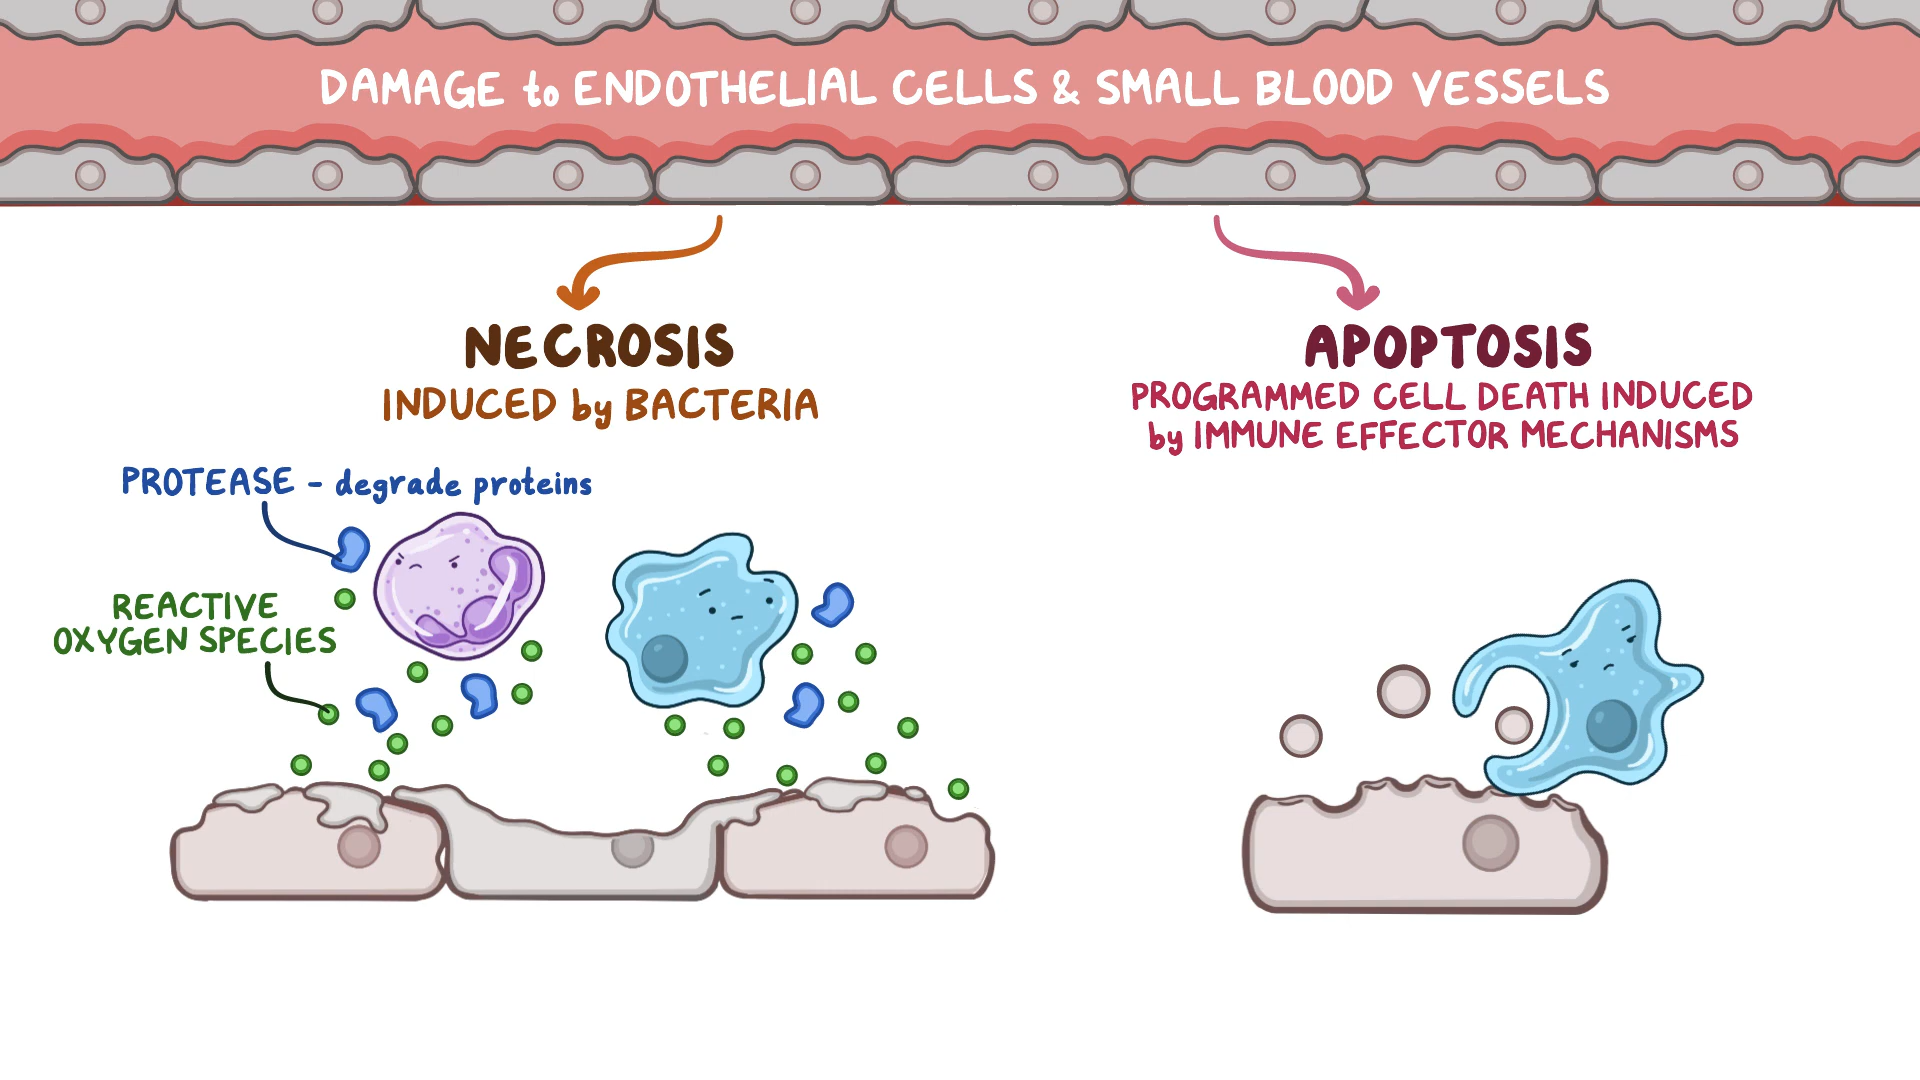 DAMAGE to ENDOTHELIAL CELLS & SMALL BLOOD VESSELS
NECROSIS
INDUCED by BACTERIA
APOPTOSIS
PROGRAMMED CELL DEATH INDUCED
by IMMUNE EFFECTOR MECHANISMS
PROTEASE - degrade proteins
REACTIVE
OXYGEN SPECIES